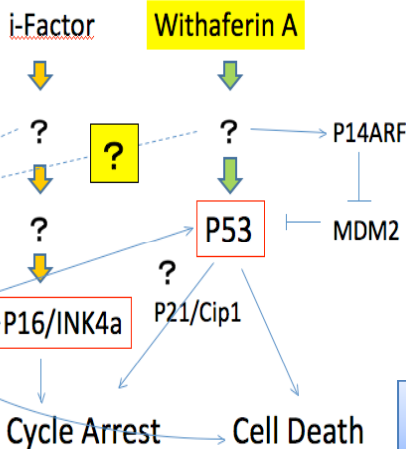 i-Factor
Withaferin A
?
?
?
P14ARF
?
P53
MDM2
?
P16/INK4a
P21/Cip1
Cycle Arrest
Cell Death